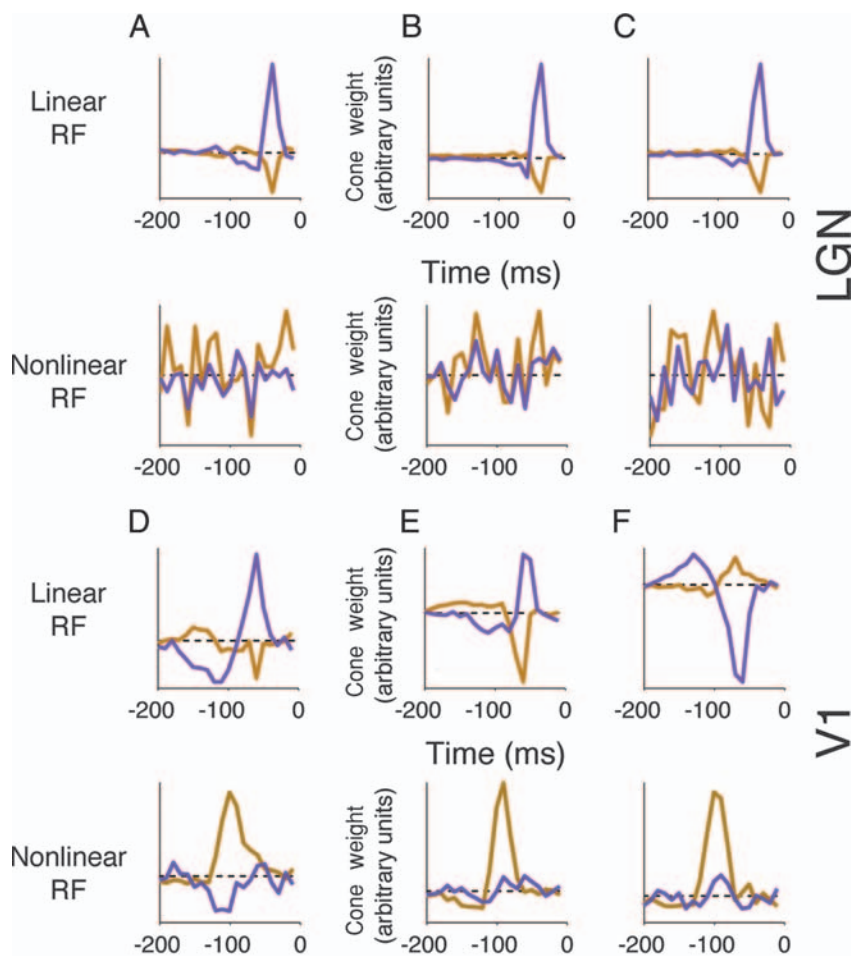 A B C
Linear
RF
Cone weight
(arbitrary units)
-200 -100 0 -200 -100 0 -200 -100 0
Time (ms)
LGN
Nonlinear
RF
Cone weight
(arbitrary units)
-200 -100 0 -200 -100 0 -200 -100 0
D E F
Linear
RF
Cone weight
(arbitrary units)
-200 -100 0 -200 -100 0 -200 -100 0
Time (ms)
V1
Nonlinear
RF
Cone weight
(arbitrary units)
-200 -100 0 -200 -100 0 -200 -100 0